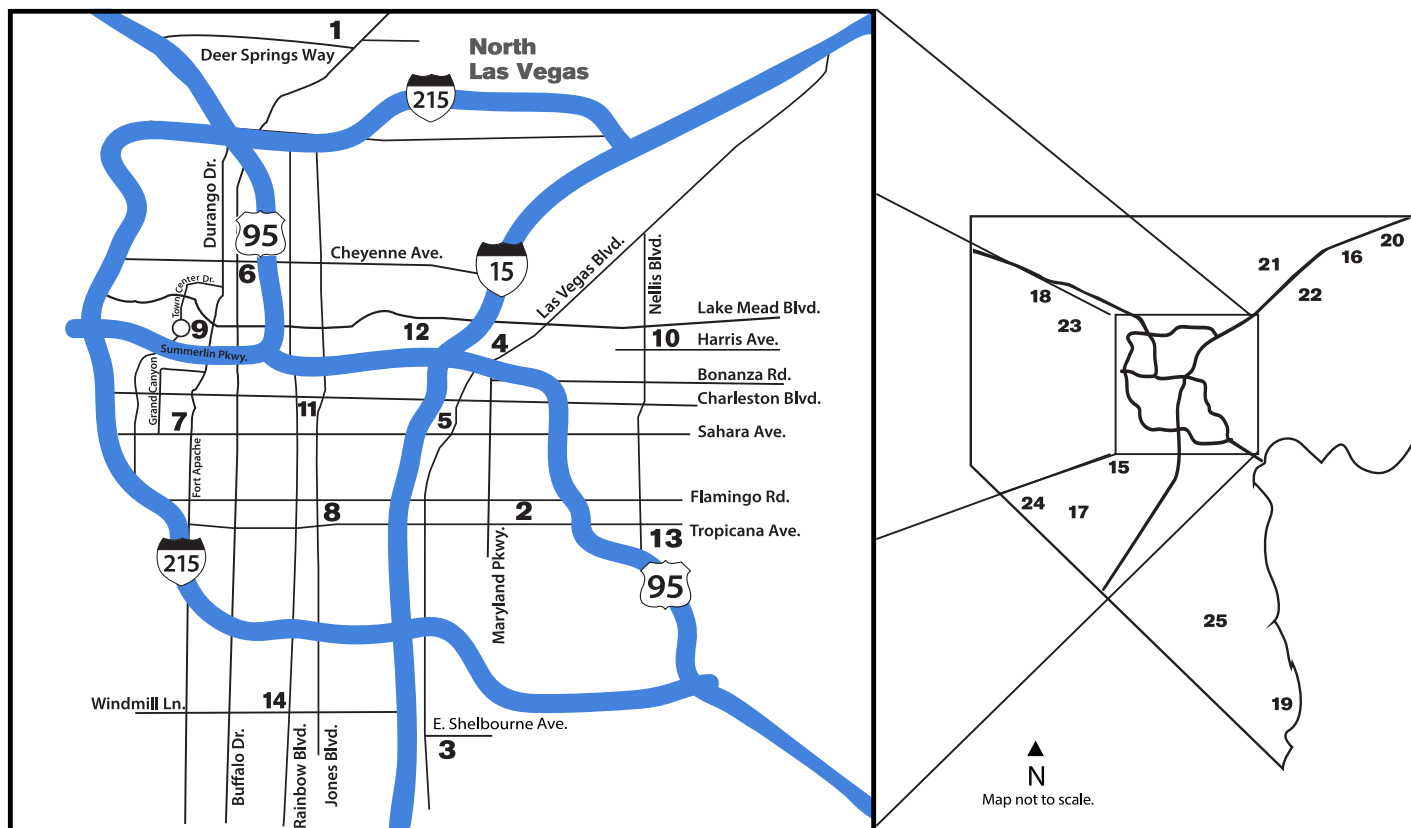 1
Deer Springs Way
North
Las Vegas
215
Durango Dr.
95
Cheyenne Ave.
6
15
Las Vegas Blvd.
Nellis Blvd.
Town Center Dr.
9
12
4
10
Lake Mead Blvd.
Harris Ave.
Summerlin Pkwy.
Bonanza Rd.
Charleston Blvd.
Grand Canyon
7
11
5
Sahara Ave.
Fort Apache
Flamingo Rd.
8
2
Tropicana Ave.
13
215
95
Maryland Pkwy.
Windmill Ln.
14
E. Shelbourne Ave.
3
Buffalo Dr.
Rainbow Blvd.
Jones Blvd.
20
16
21
22
18
23
15
24
17
25
19
N
Map not to scale.